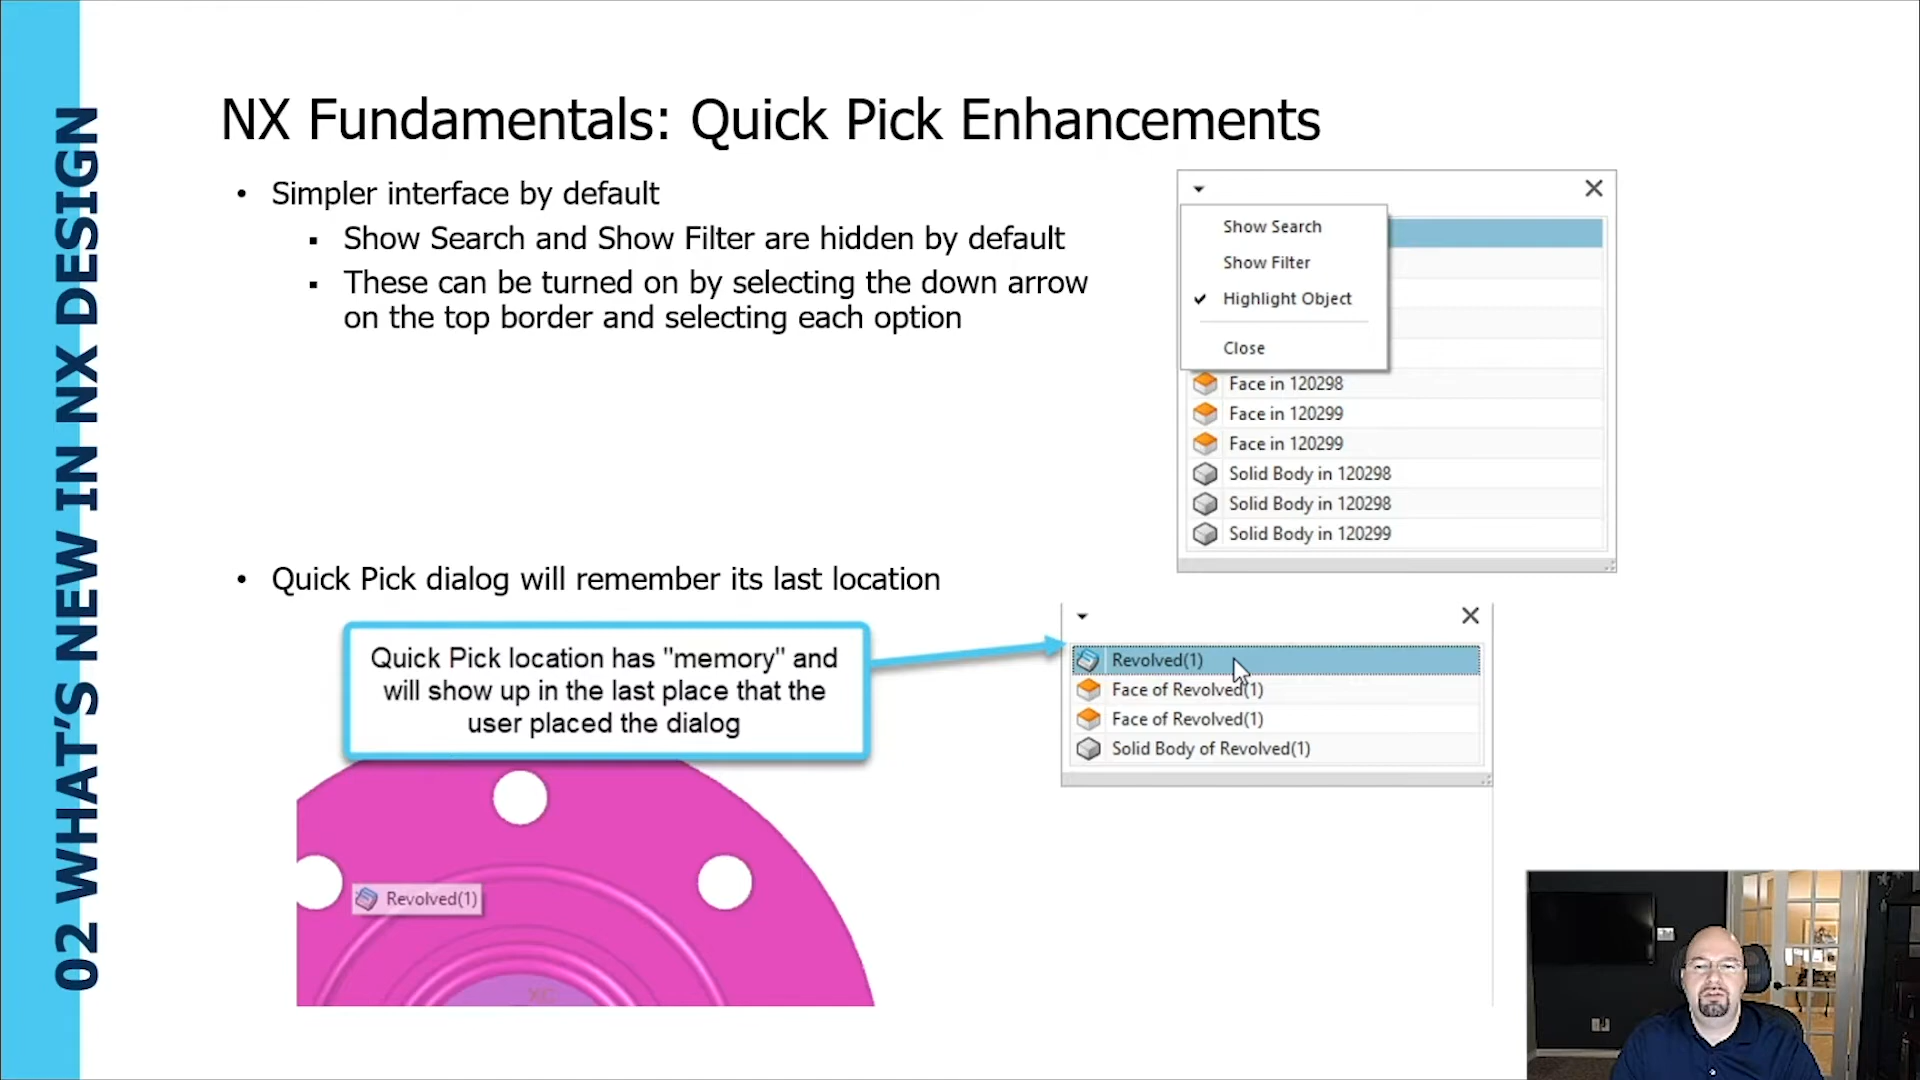 02 WHAT'S NEW IN NX DESIGN
NX Fundamentals: Quick Pick Enhancements
• Simpler interface by default
▪ Show Search and Show Filter are hidden by default
▪ These can be turned on by selecting the down arrow
on the top border and selecting each option
Show Search
Show Filter
✓ Highlight Object
Close
Face in 120298
Face in 120299
Face in 120299
Solid Body in 120298
Solid Body in 120298
Solid Body in 120299
• Quick Pick dialog will remember its last location
Quick Pick location has "memory" and
will show up in the last place that the
user placed the dialog
Revolved(1)
Face of Revolved(1)
Face of Revolved(1)
Solid Body of Revolved(1)
Revolved(1)
XC